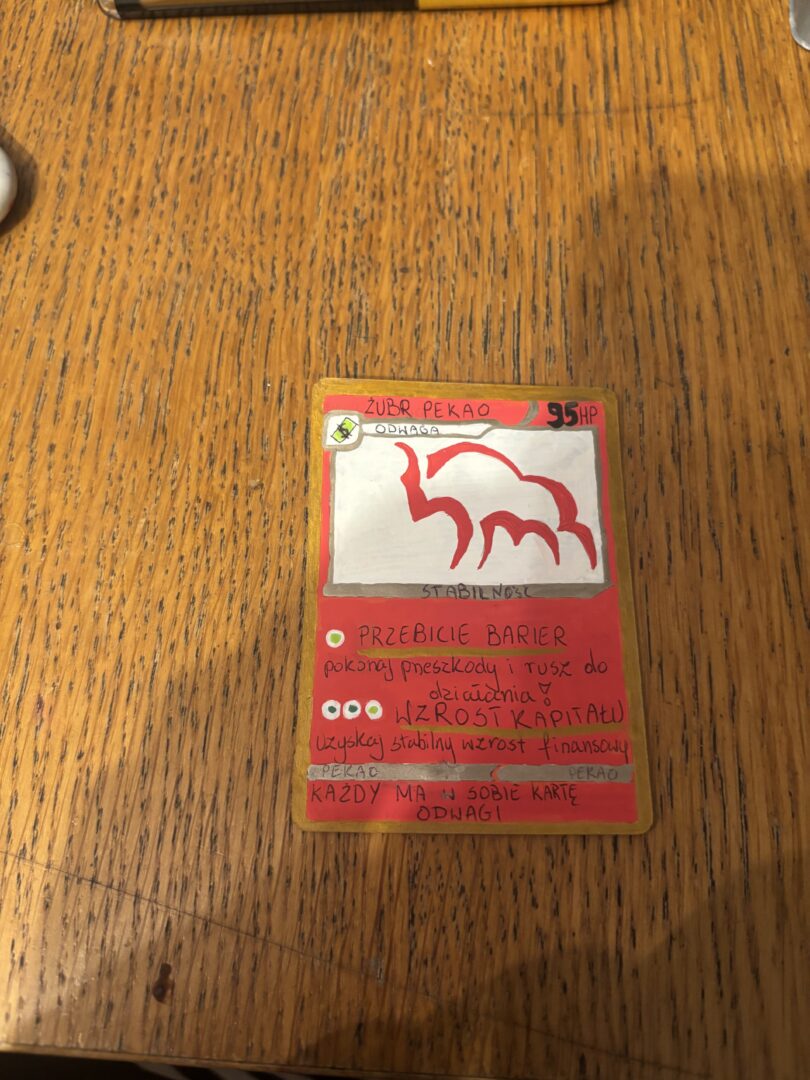 ŻUBR PEKAO 95HP
$ ODWAGA
STABILNOŚĆ
PRZEBICIE BARIER
pokonaj przeszkody i rusz do
działania!
WZROST KAPITAŁU
Uzyskaj stabilny wzrost finansowy
PEKAO PEKAO
KAŻDY MA W SOBIE KARTĘ
ODWAGI